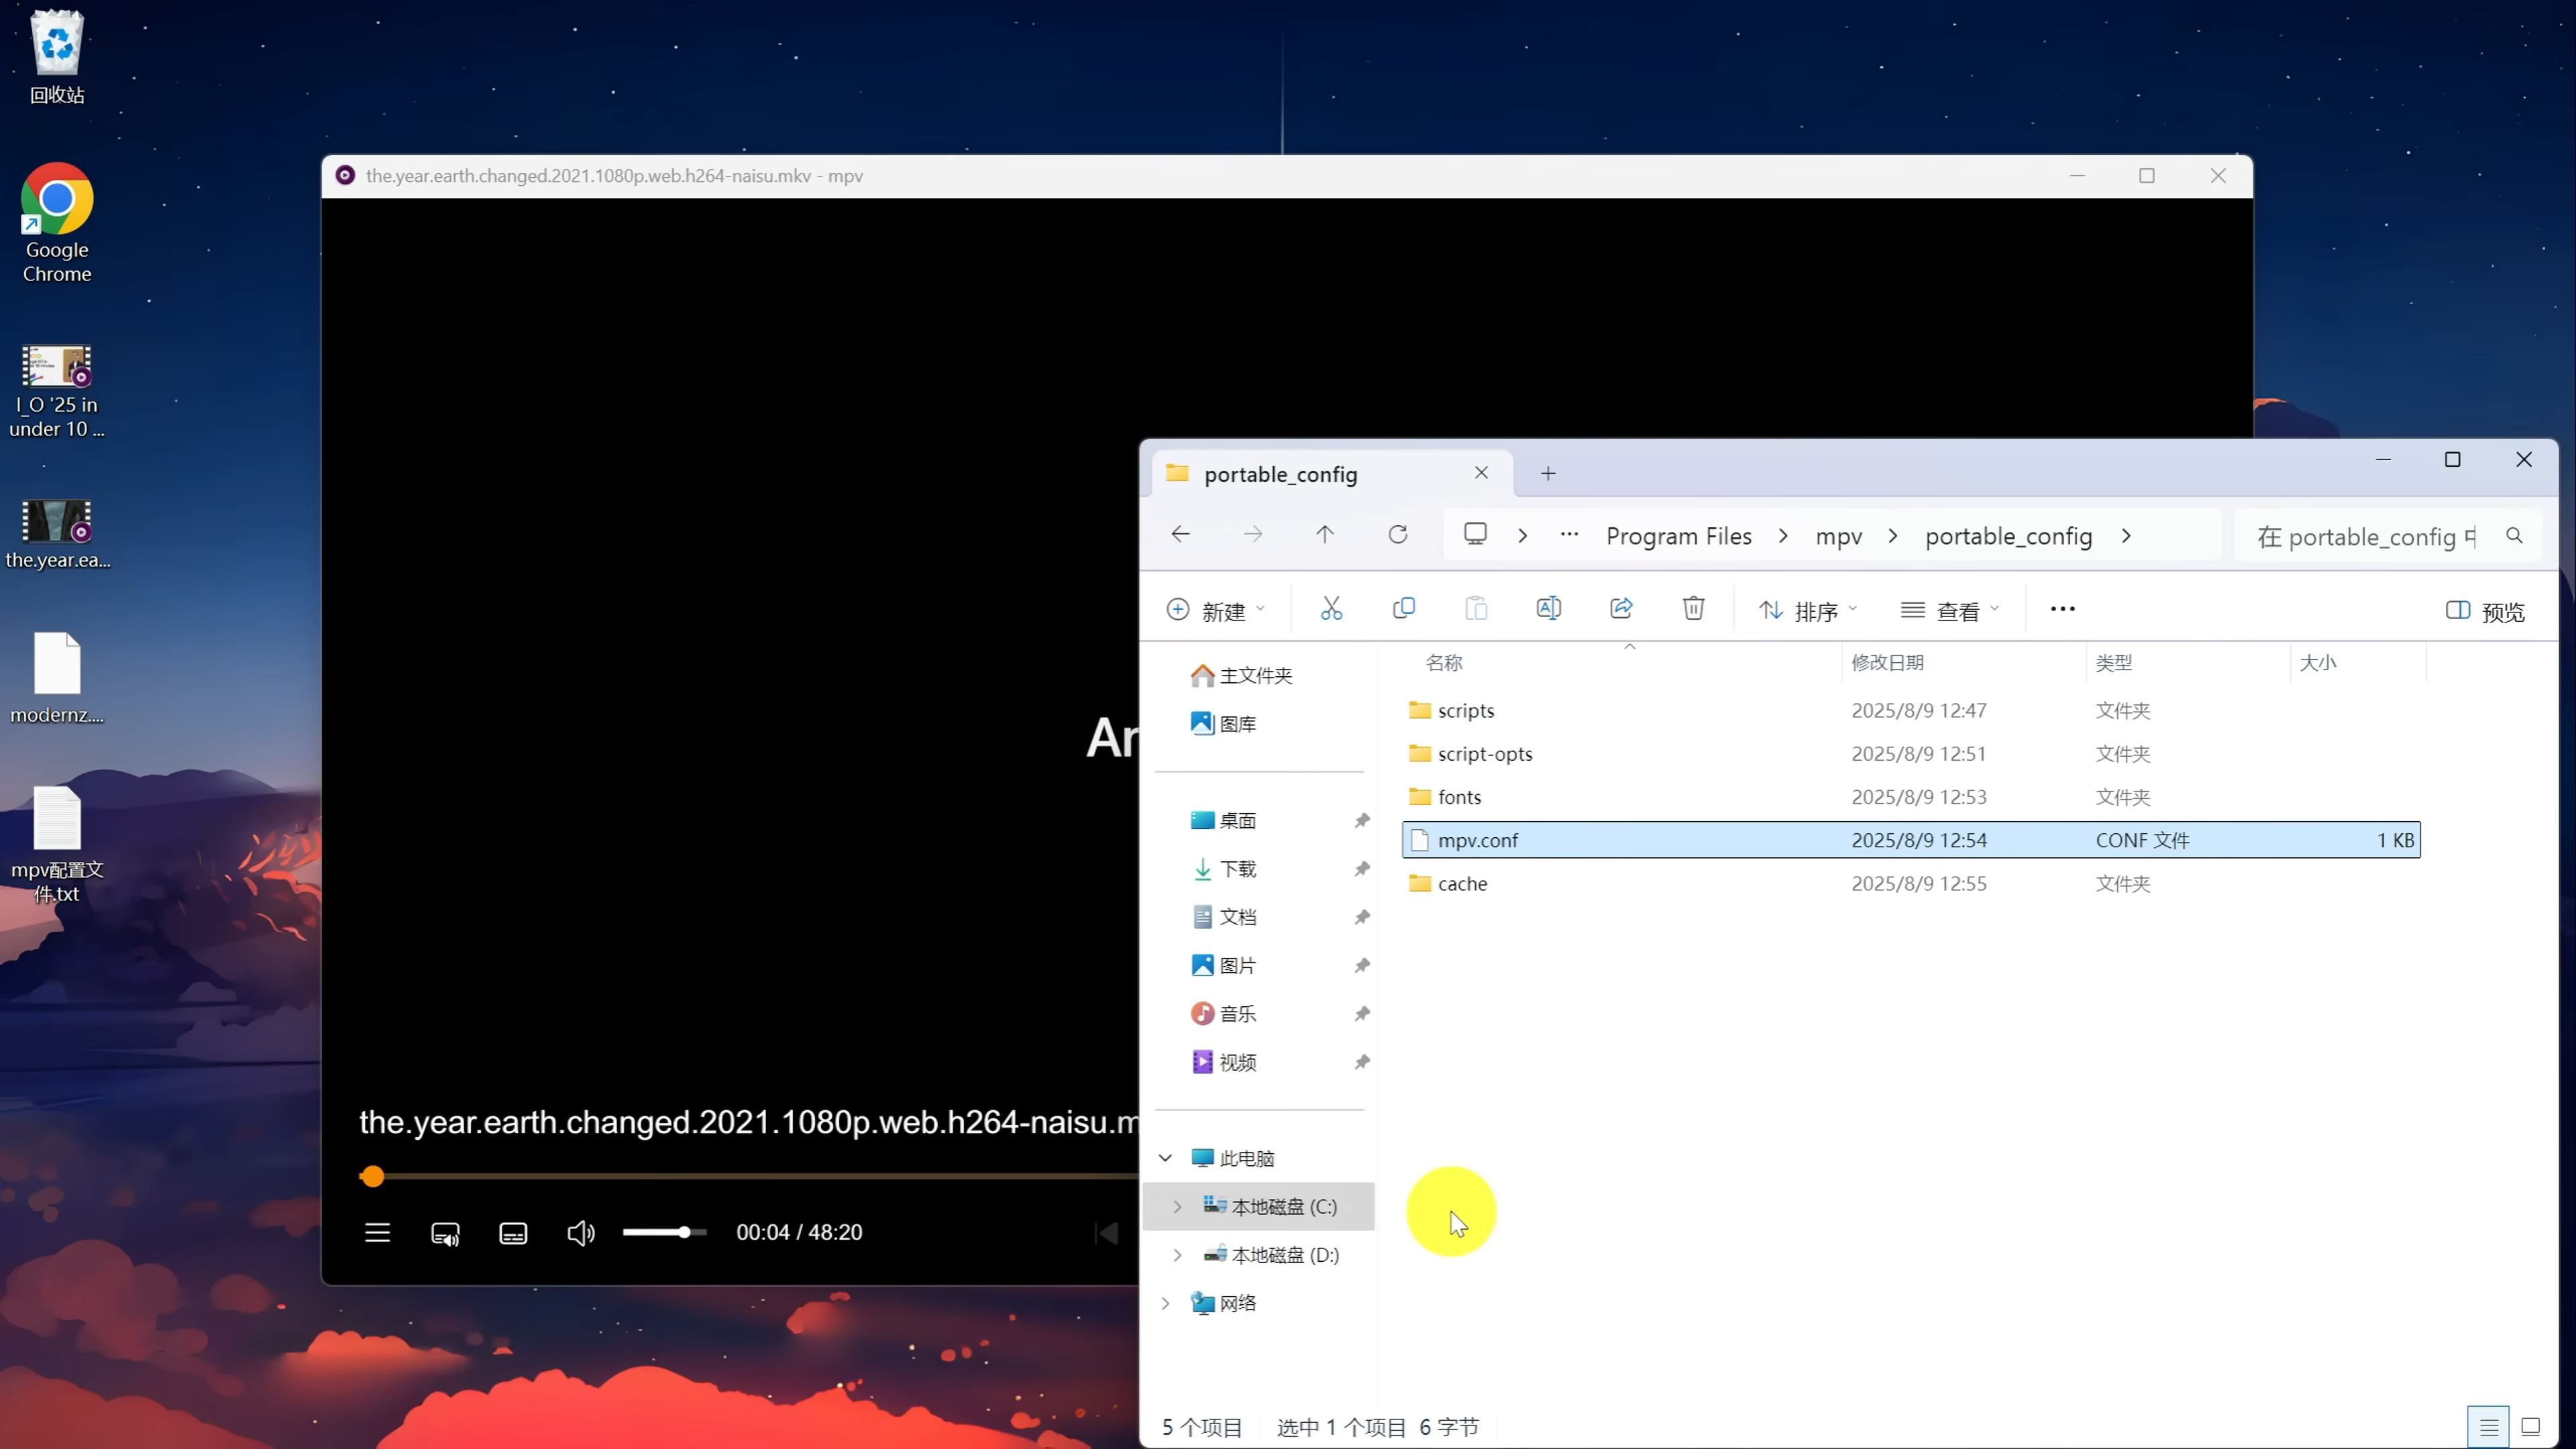 回收站
Google
Chrome
I_O '25 in
under 10 ...
the.year.ea...
modernz....
mpv配置文
件.txt
the.year.earth.changed.2021.1080p.web.h264-naisu.mkv - mpv
Ar
the.year.earth.changed.2021.1080p.web.h264-naisu.m
00:04 / 48:20
portable_config
Program Files
mpv
portable_config
在 portable_config 中
新建
排序
查看
预览
名称
修改日期
类型
大小
scripts
2025/8/9 12:47
文件夹
script-opts
2025/8/9 12:51
文件夹
fonts
2025/8/9 12:53
文件夹
mpv.conf
2025/8/9 12:54
CONF 文件
1 KB
cache
2025/8/9 12:55
文件夹
主文件夹
图库
桌面
下载
文档
图片
音乐
视频
此电脑
本地磁盘 (C:)
本地磁盘 (D:)
网络
5 个项目
选中 1 个项目 6 字节